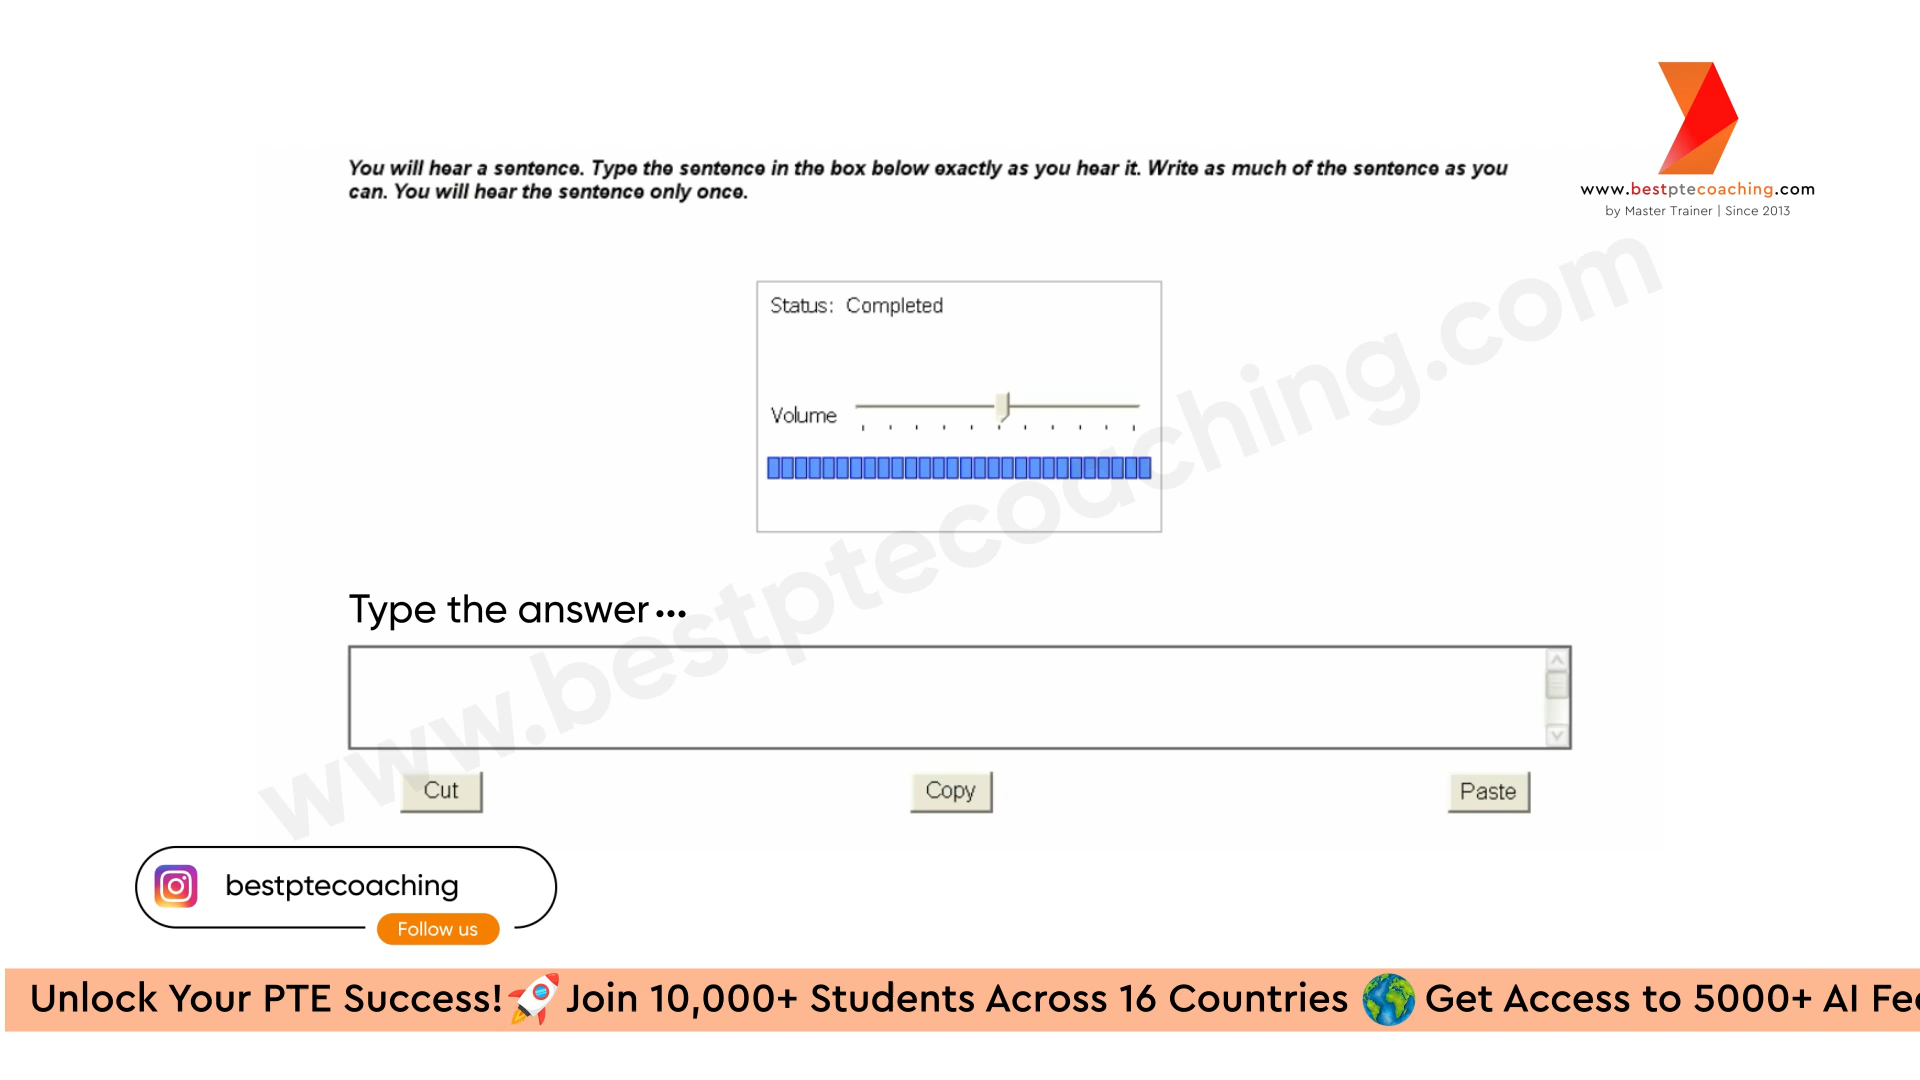 www.bestptecoaching.com
by Master Trainer | Since 2013
You will hear a sentence. Type the sentence in the box below exactly as you hear it. Write as much of the sentence as you
can. You will hear the sentence only once.
Status: Completed
Volume
www.bestptecoaching.com
Type the answer...
Cut
Copy
Paste
bestptecoaching
Follow us
Unlock Your PTE Success!🚀Join 10,000+ Students Across 16 Countries 🌍 Get Access to 5000+ AI Fee